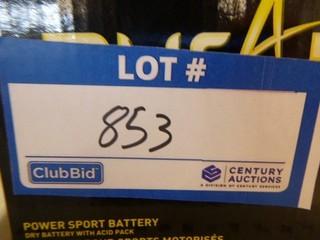 LOT #
853
ClubBid
CENTURY
AUCTIONS
A DIVISION OF CENTURY SERVICES
POWER SPORT BATTERY
DRY BATTERY WITH ACID PACK